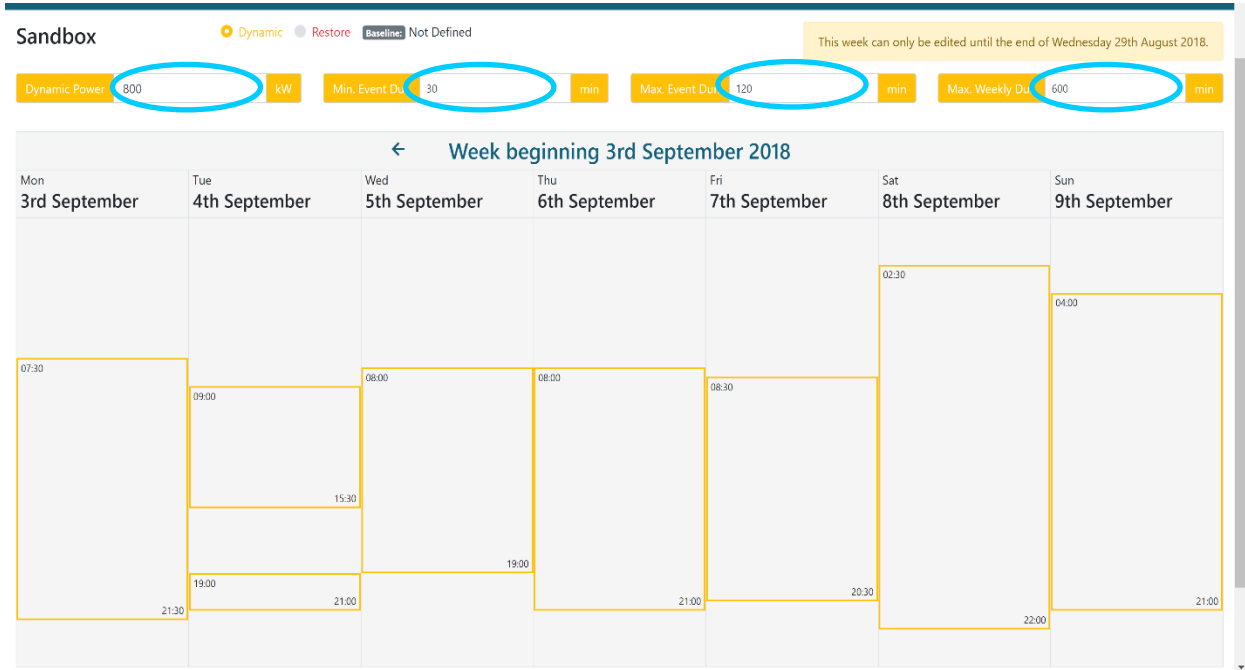 Sandbox
Dynamic Restore Baseline: Not Defined
This week can only be edited until the end of Wednesday 29th August 2018.
Dynamic Power 800 kW Min. Event Du 30 min Max. Event Dur 120 min Max. Weekly Du 600 min
← Week beginning 3rd September 2018
Mon Tue Wed Thu Fri Sat Sun
3rd September 4th September 5th September 6th September 7th September 8th September 9th September
02:30
04:00
07:30
08:00 08:00
08:30
09:00
15:30
19:00
19:00
20:30
21:00 21:00 21:00
21:30
22:00